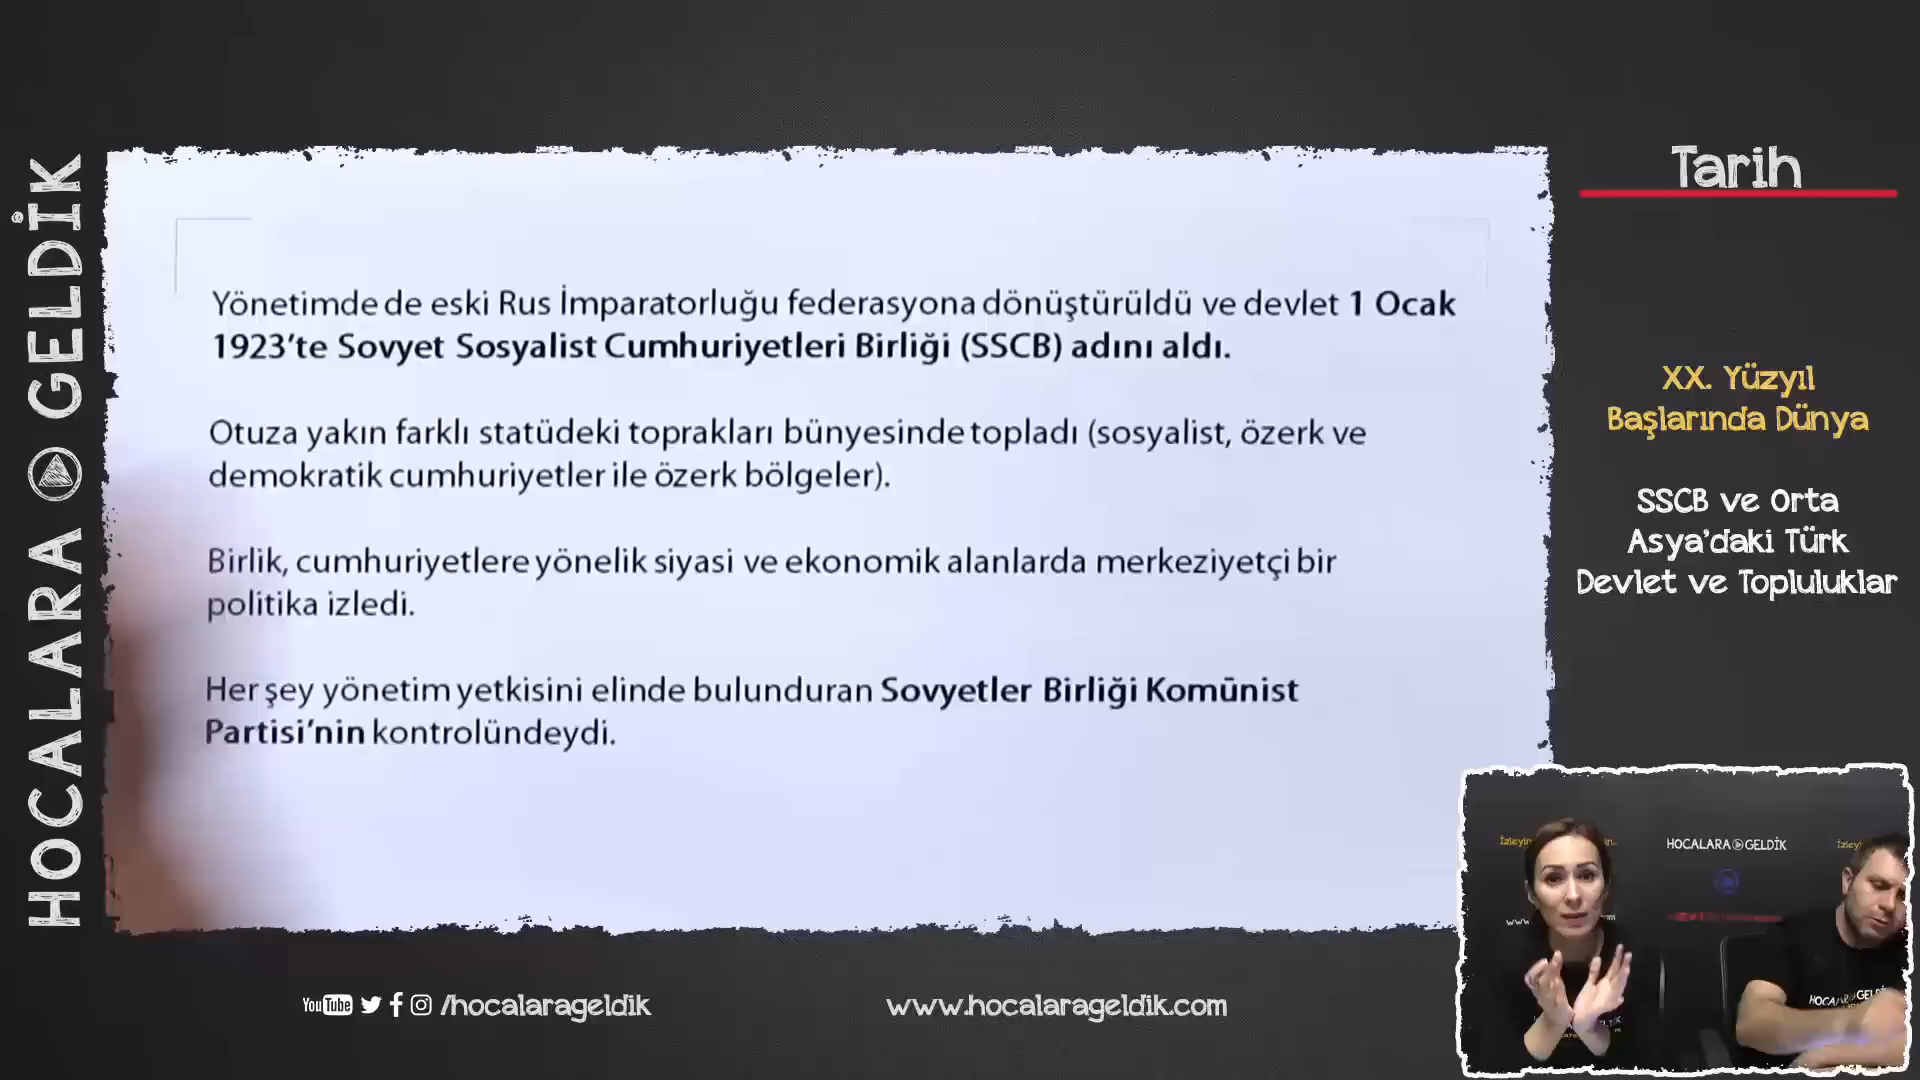 HOCALARA GELDİK
Yönetimde de eski Rus İmparatorluğu federasyona dönüştürüldü ve devlet 1 Ocak
1923’te Sovyet Sosyalist Cumhuriyetleri Birliği (SSCB) adını aldı.
Otuza yakın farklı statüdeki toprakları bünyesinde topladı (sosyalist, özerk ve
demokratik cumhuriyetler ile özerk bölgeler).
Birlik, cumhuriyetlere yönelik siyasi ve ekonomik alanlarda merkeziyetçi bir
politika izledi.
Her şey yönetim yetkisini elinde bulunduran Sovyetler Birliği Komünist
Partisi’nin kontrolündeydi.
Tarih
XX. Yüzyıl
Başlarında Dünya
SSCB ve Orta
Asya’daki Türk
Devlet ve Topluluklar
HOCALARA GELDİK
YouTube /hocalarageldik
www.hocalarageldik.com